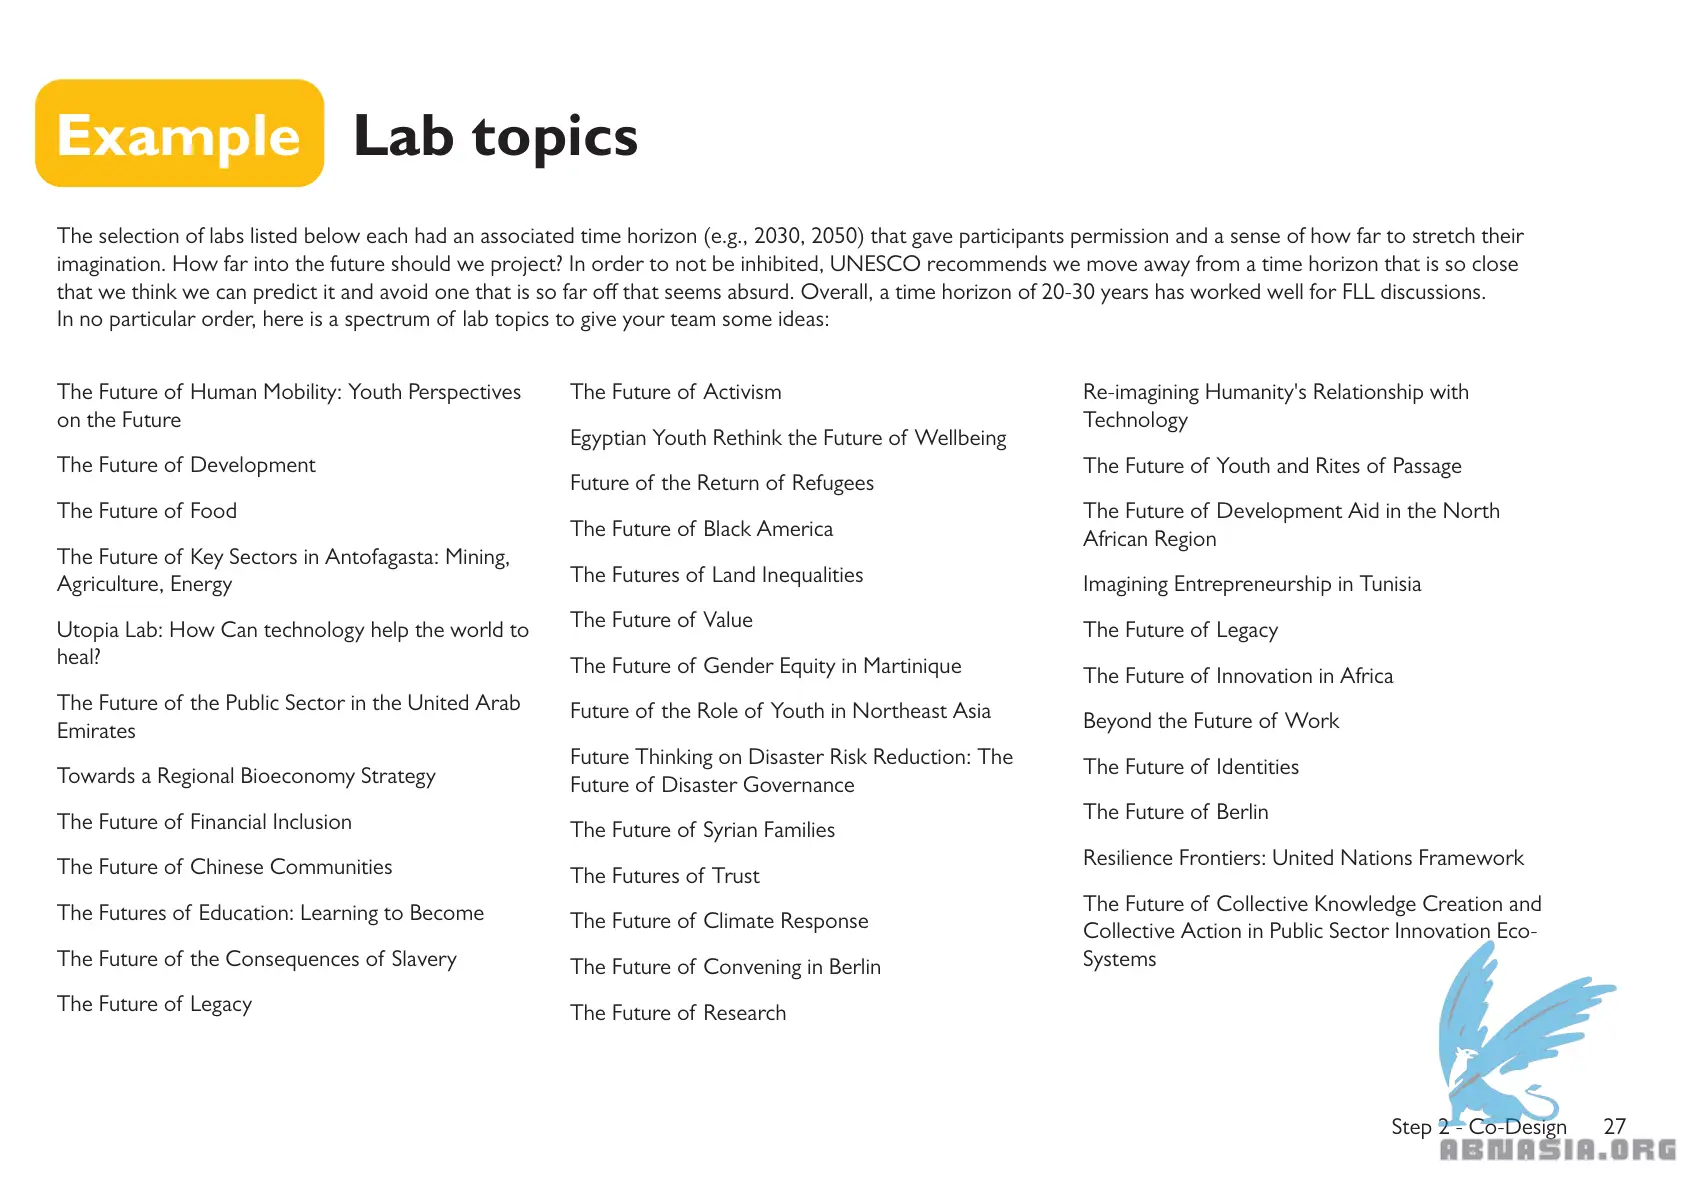 Example Lab topics
The selection of labs listed below each had an associated time horizon (e.g., 2030, 2050) that gave participants permission and a sense of how far to stretch their
imagination. How far into the future should we project? In order to not be inhibited, UNESCO recommends we move away from a time horizon that is so close
that we think we can predict it and avoid one that is so far off that seems absurd. Overall, a time horizon of 20-30 years has worked well for FLL discussions.
In no particular order, here is a spectrum of lab topics to give your team some ideas:
The Future of Human Mobility: Youth Perspectives
on the Future
The Future of Development
The Future of Food
The Future of Key Sectors in Antofagasta: Mining,
Agriculture, Energy
Utopia Lab: How Can technology help the world to
heal?
The Future of the Public Sector in the United Arab
Emirates
Towards a Regional Bioeconomy Strategy
The Future of Financial Inclusion
The Future of Chinese Communities
The Futures of Education: Learning to Become
The Future of the Consequences of Slavery
The Future of Legacy
The Future of Activism
Egyptian Youth Rethink the Future of Wellbeing
Future of the Return of Refugees
The Future of Black America
The Futures of Land Inequalities
The Future of Value
The Future of Gender Equity in Martinique
Future of the Role of Youth in Northeast Asia
Future Thinking on Disaster Risk Reduction: The
Future of Disaster Governance
The Future of Syrian Families
The Futures of Trust
The Future of Climate Response
The Future of Convening in Berlin
The Future of Research
Re-imagining Humanity's Relationship with
Technology
The Future of Youth and Rites of Passage
The Future of Development Aid in the North
African Region
Imagining Entrepreneurship in Tunisia
The Future of Legacy
The Future of Innovation in Africa
Beyond the Future of Work
The Future of Identities
The Future of Berlin
Resilience Frontiers: United Nations Framework
The Future of Collective Knowledge Creation and
Collective Action in Public Sector Innovation Eco-
Systems
Step 2 - Co-Design 27
ABNASIA.ORG